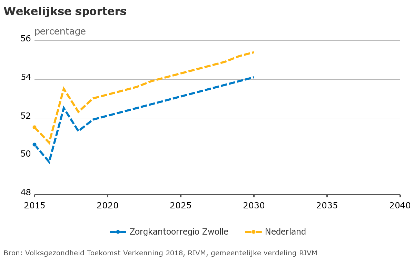 Wekelijkse sporters
percentage
56
54
52
50
48
2015 2020 2025 2030 2035 2040
Zorgkantoorregio Zwolle Nederland
Bron: Volksgezondheid Toekomst Verkenning 2018, RIVM, gemeentelijke verdeling RIVM